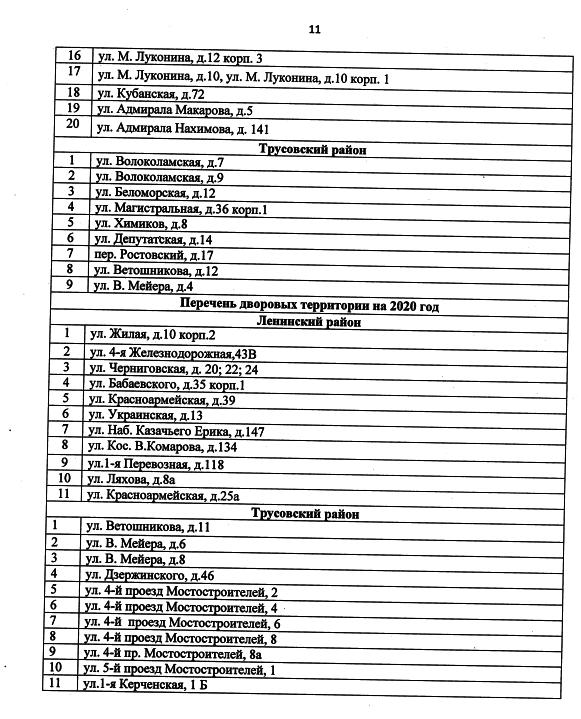 11
16 ул. М. Луконина, д.12 корп. 3
17 ул. М. Луконина, д.10, ул. М. Луконина, д.10 корп. 1
18 ул. Кубанская, д.72
19 ул. Адмирала Макарова, д.5
20 ул. Адмирала Нахимова, д. 141
Трусовский район
1 ул. Волоколамская, д.7
2 ул. Волоколамская, д.9
3 ул. Беломорская, д.12
4 ул. Магистральная, д.36 корп.1
5 ул. Химиков, д.8
6 ул. Депутатская, д.14
7 пер. Ростовский, д.17
8 ул. Ветошникова, д.12
9 ул. В. Мейера, д.4
Перечень дворовых территории на 2020 год
Ленинский район
1 ул. Жилая, д.10 корп.2
2 ул. 4-я Железнодорожная,43В
3 ул. Черниговская, д. 20; 22; 24
4 ул. Бабаевского, д.35 корп.1
5 ул. Красноармейская, д.39
6 ул. Украинская, д.13
7 ул. Наб. Казачьего Ерика, д.147
8 ул. Кос. В.Комарова, д.134
9 ул.1-я Перевозная, д.118
10 ул. Ляхова, д.8а
11 ул. Красноармейская, д.25а
Трусовский район
1 ул. Ветошникова, д.11
2 ул. В. Мейера, д.6
3 ул. В. Мейера, д.8
4 ул. Дзержинского, д.46
5 ул. 4-й проезд Мостостроителей, 2
6 ул. 4-й проезд Мостостроителей, 4
7 ул. 4-й проезд Мостостроителей, 6
8 ул. 4-й проезд Мостостроителей, 8
9 ул. 4-й пр. Мостостроителей, 8а
10 ул. 5-й проезд Мостостроителей, 1
11 ул.1-я Керченская, 1 Б